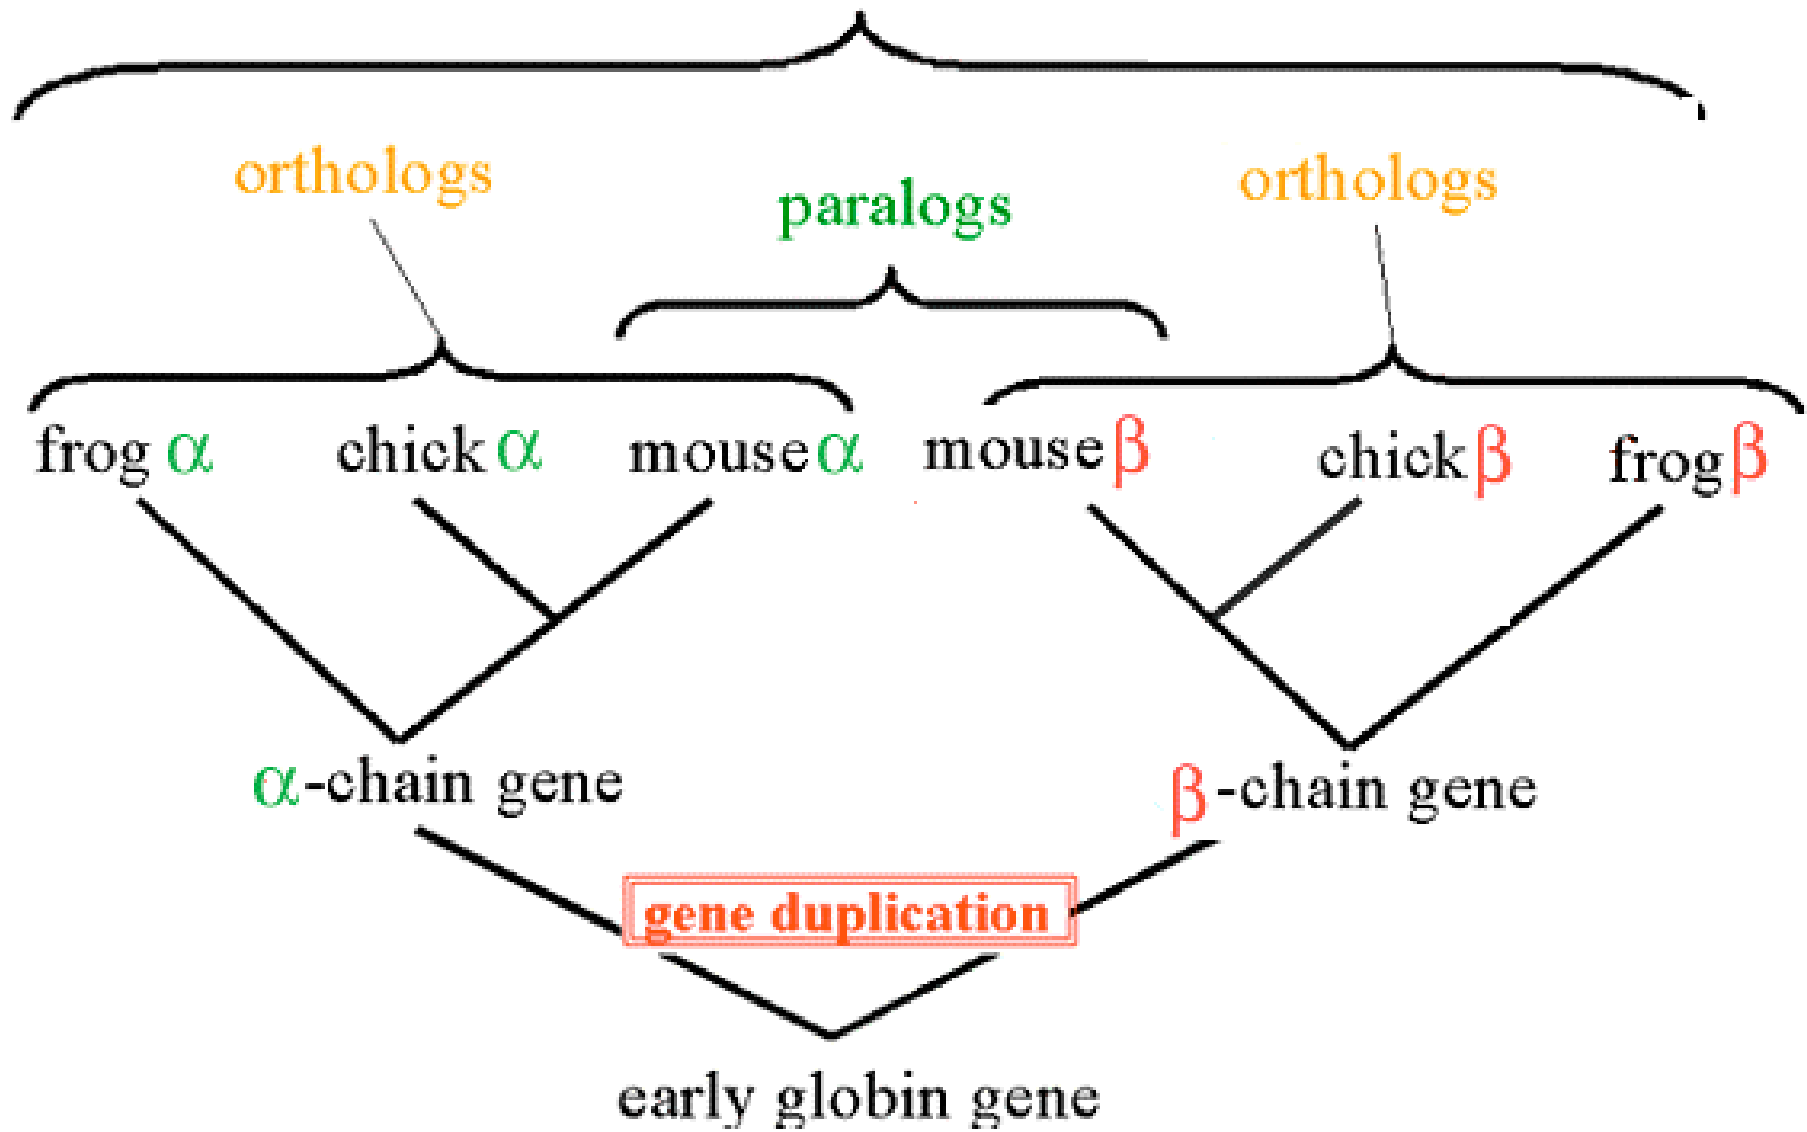 orthologs
paralogs
orthologs
frog α chick α mouse α mouse β chick β frog β
α-chain gene
β-chain gene
gene duplication
early globin gene